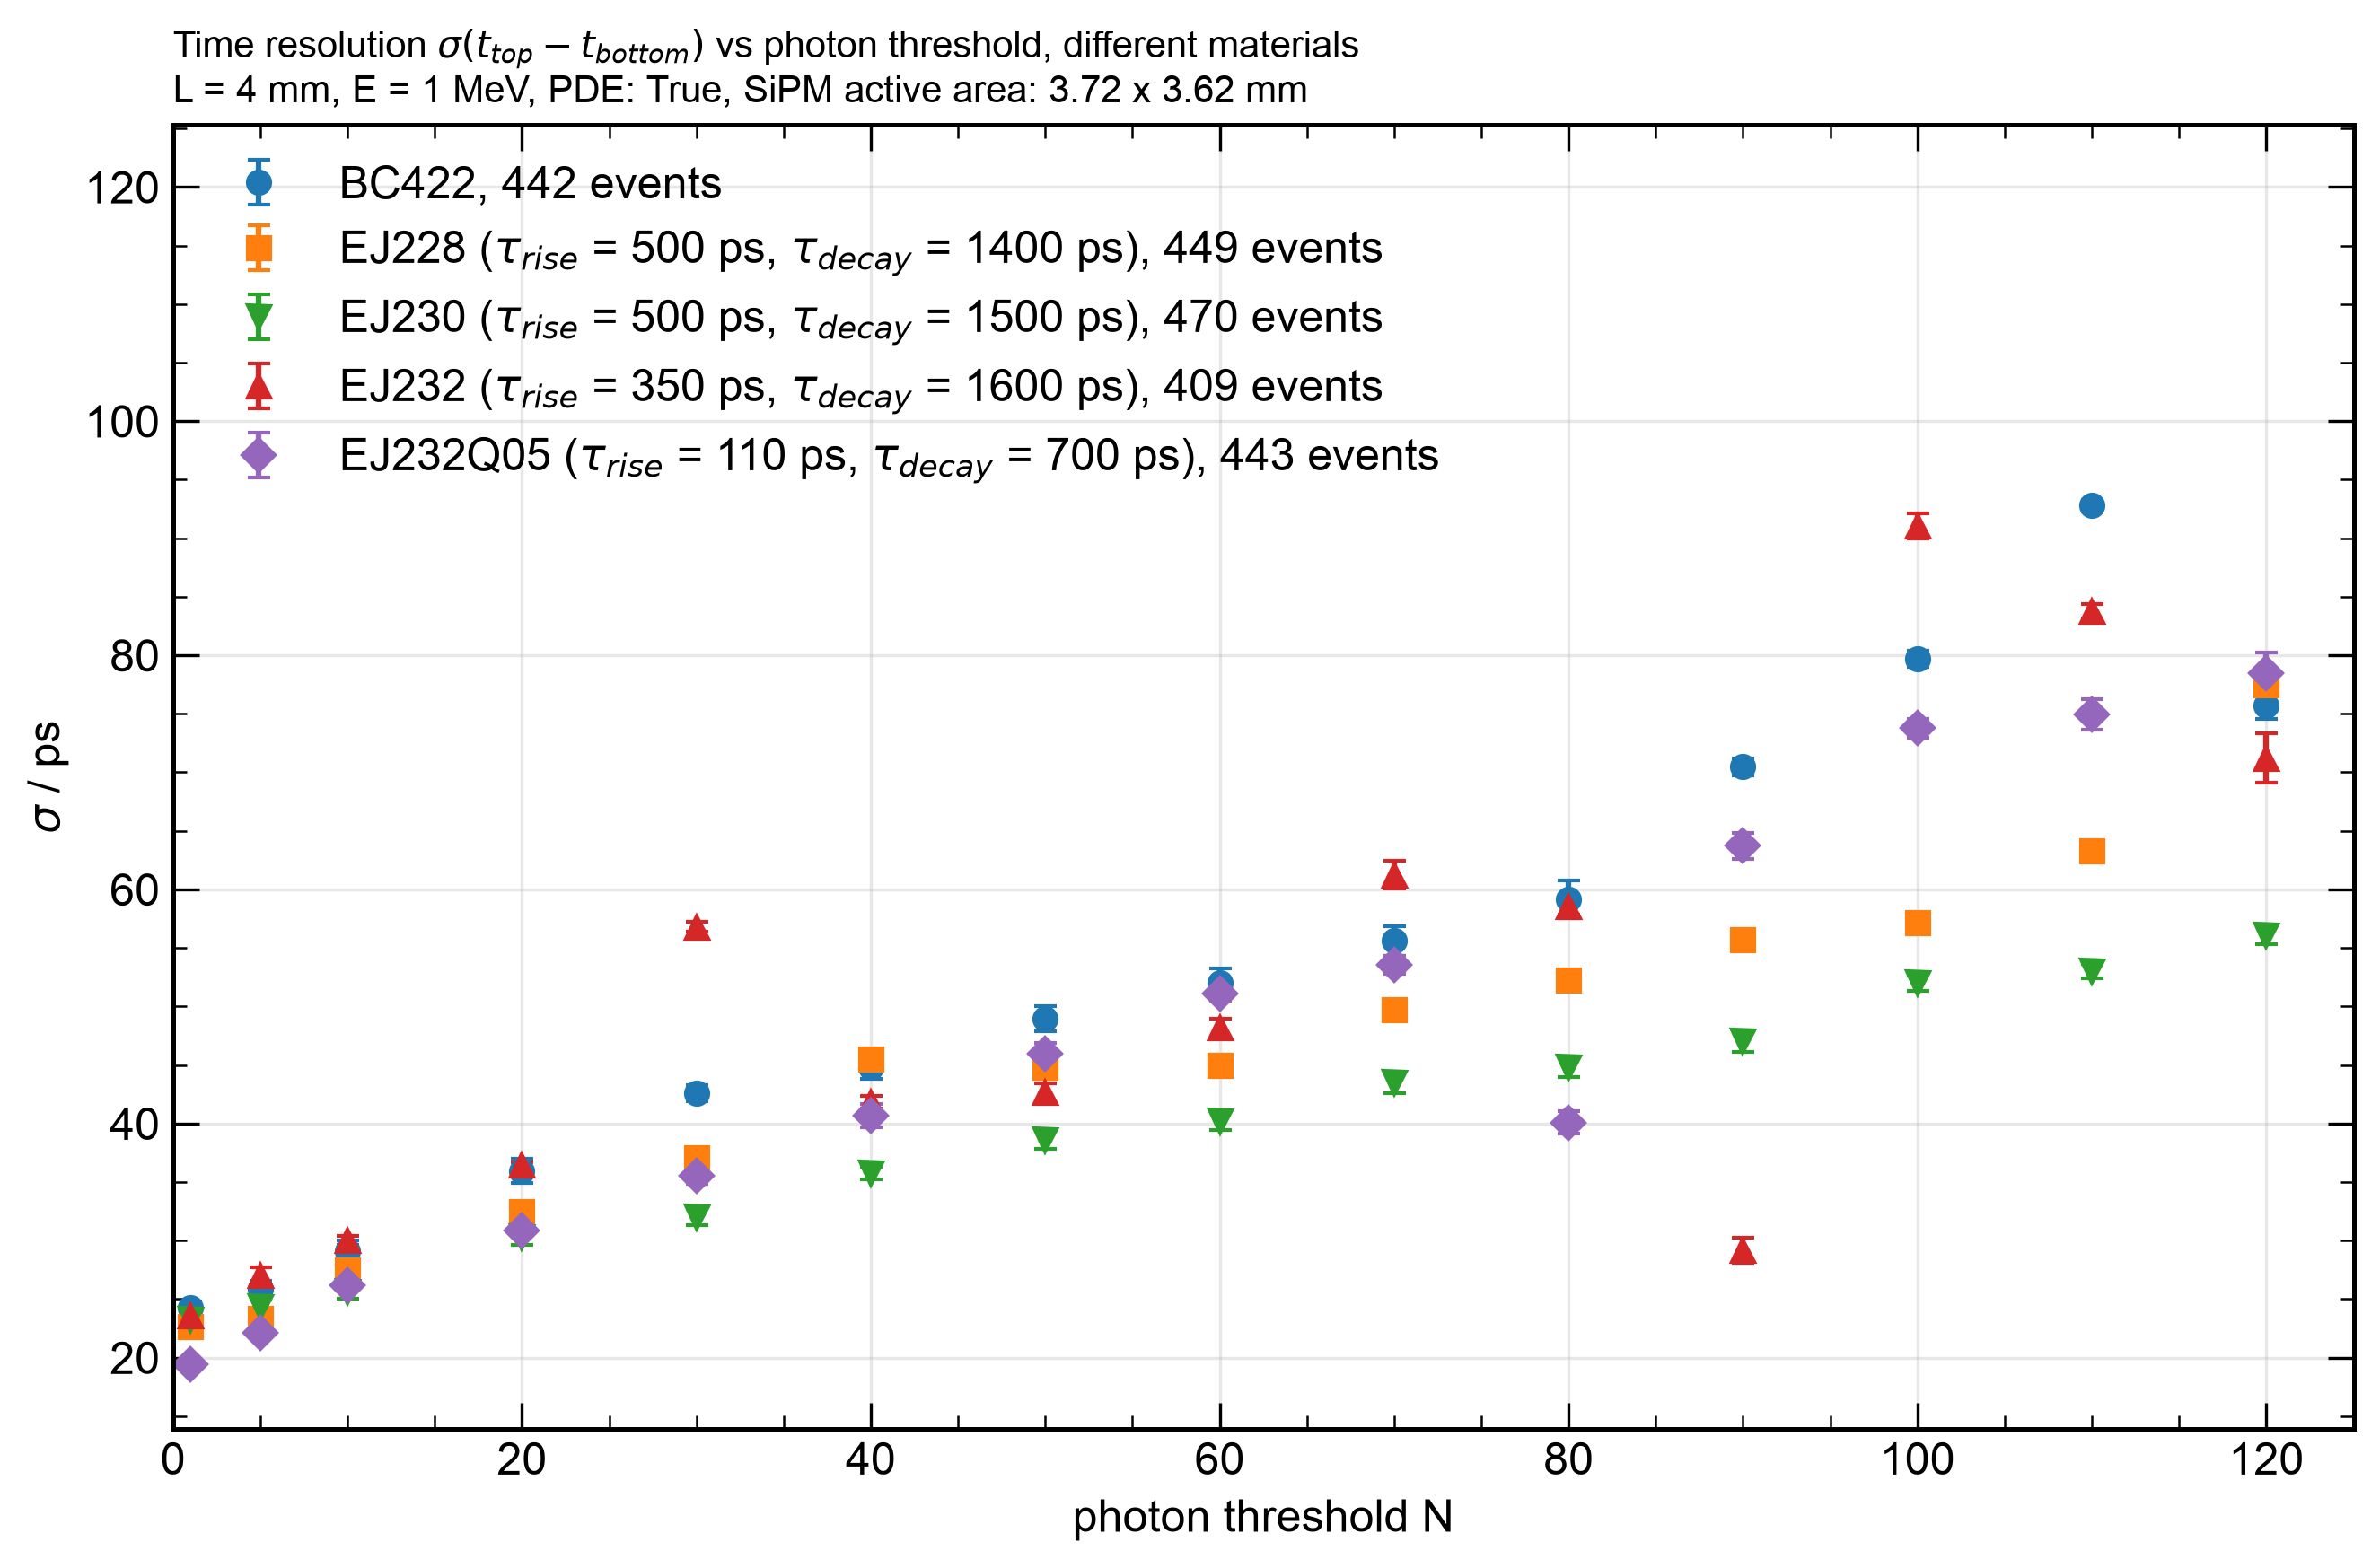 Time resolution σ(t_top − t_bottom) vs photon threshold, different materials
L = 4 mm, E = 1 MeV, PDE: True, SiPM active area: 3.72 x 3.62 mm
BC422, 442 events
EJ228 (τ_rise = 500 ps, τ_decay = 1400 ps), 449 events
EJ230 (τ_rise = 500 ps, τ_decay = 1500 ps), 470 events
EJ232 (τ_rise = 350 ps, τ_decay = 1600 ps), 409 events
EJ232Q05 (τ_rise = 110 ps, τ_decay = 700 ps), 443 events
120
100
80
60
40
20
σ / ps
0 20 40 60 80 100 120
photon threshold N